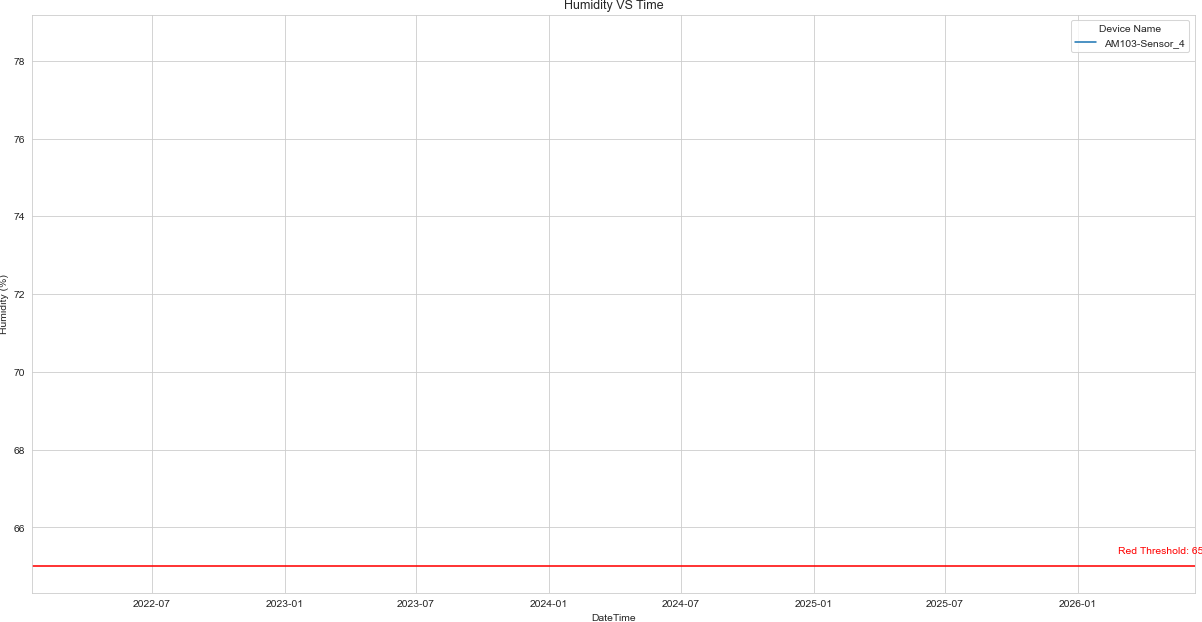 Humidity VS Time
Device Name
AM103-Sensor_4
78
76
74
72
70
68
66
Humidity (%)
Red Threshold: 65
2022-07
2023-01
2023-07
2024-01
2024-07
2025-01
2025-07
2026-01
DateTime